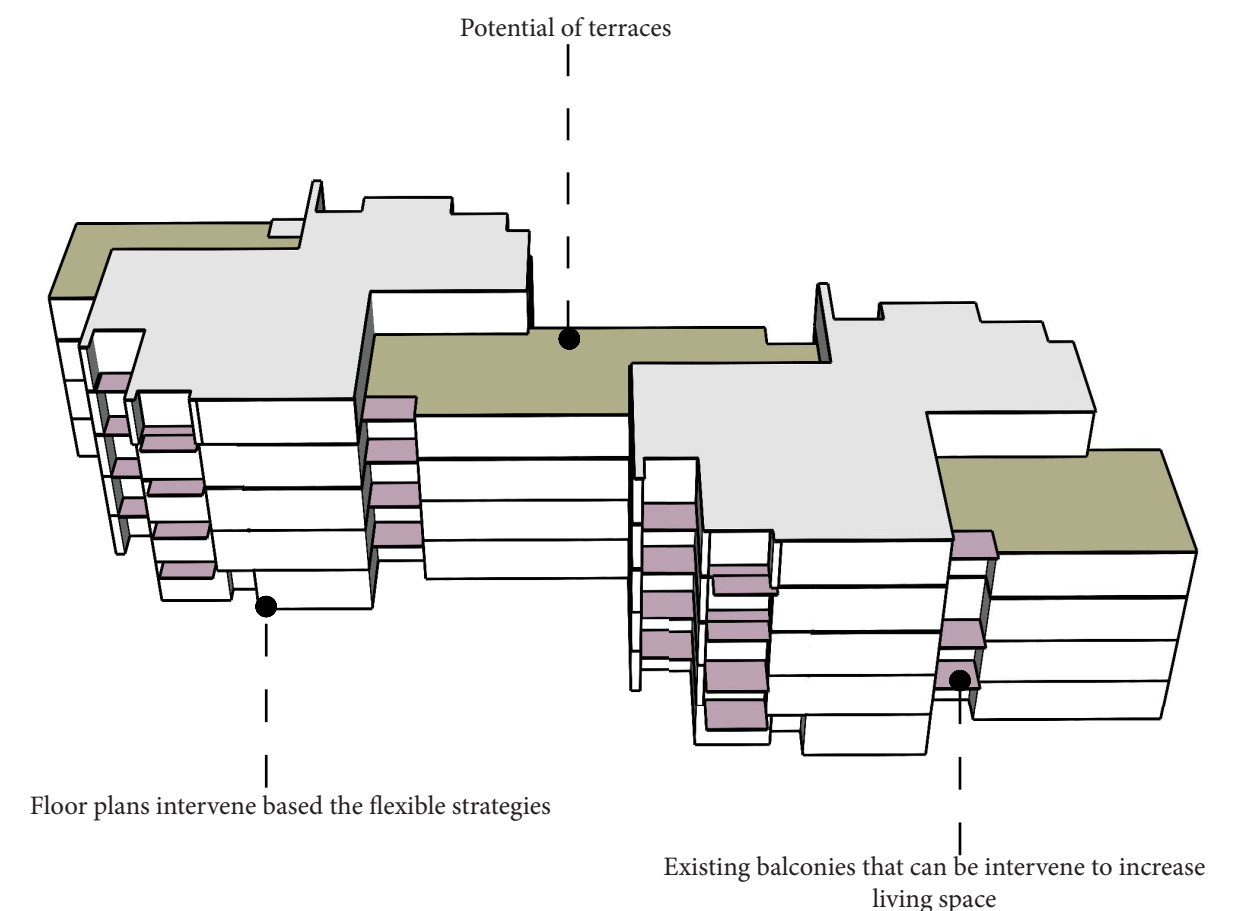 Potential of terraces
Floor plans intervene based the flexible strategies
Existing balconies that can be intervene to increase
living space